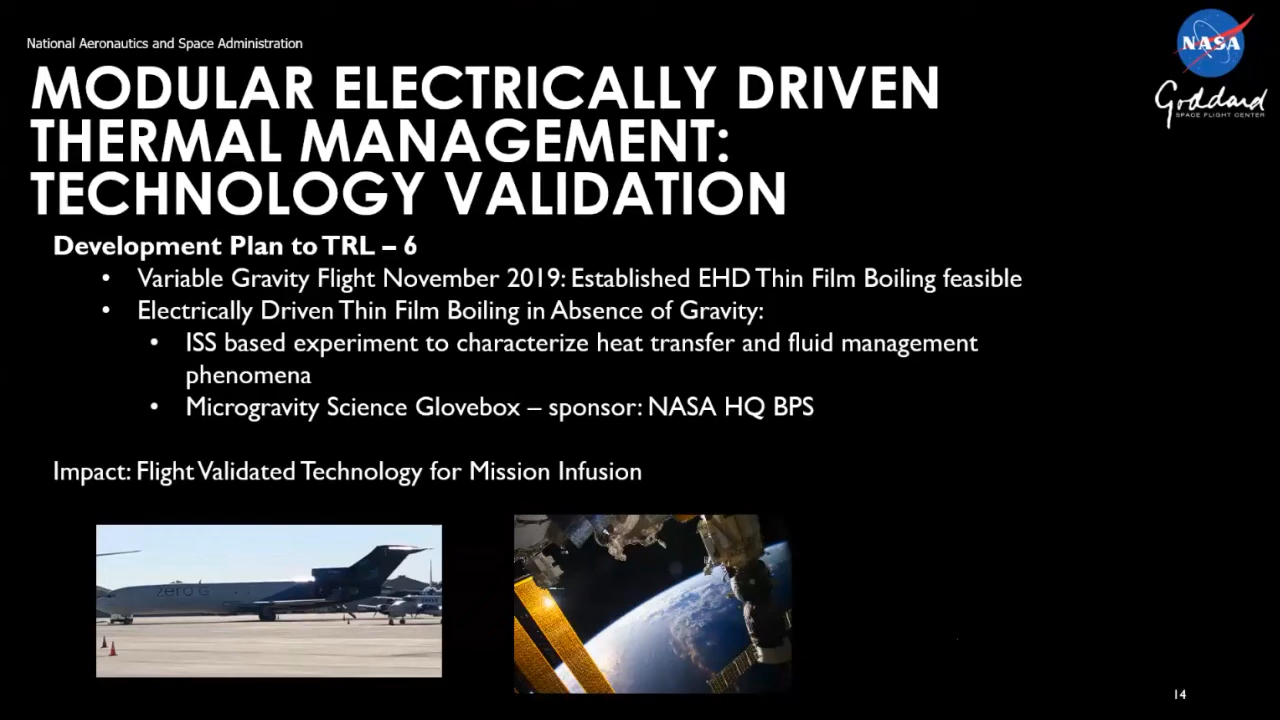 National Aeronautics and Space Administration
NASA
Goddard
SPACE FLIGHT CENTER
MODULAR ELECTRICALLY DRIVEN
THERMAL MANAGEMENT:
TECHNOLOGY VALIDATION
Development Plan to TRL – 6
• Variable Gravity Flight November 2019: Established EHD Thin Film Boiling feasible
• Electrically Driven Thin Film Boiling in Absence of Gravity:
• ISS based experiment to characterize heat transfer and fluid management
phenomena
• Microgravity Science Glovebox – sponsor: NASA HQ BPS
Impact: Flight Validated Technology for Mission Infusion
zero G
14